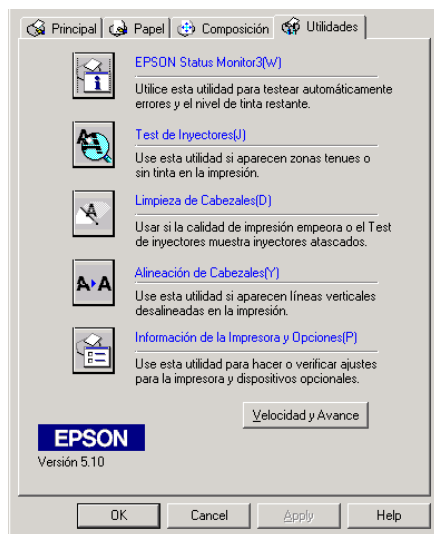 Principal Papel Composición Utilidades
EPSON Status Monitor3(W)
Utilice esta utilidad para testear automáticamente
errores y el nivel de tinta restante.
Test de Inyectores(J)
Use esta utilidad si aparecen zonas tenues o
sin tinta en la impresión.
Limpieza de Cabezales(D)
Usar si la calidad de impresión empeora o el Test
de inyectores muestra inyectores atascados.
A▸A
Alineación de Cabezales(Y)
Use esta utilidad si aparecen líneas verticales
desalineadas en la impresión.
Información de la Impresora y Opciones(P)
Use esta utilidad para hacer o verificar ajustes
para la impresora y dispositivos opcionales.
Velocidad y Avance
EPSON
Versión 5.10
OK Cancel Apply Help